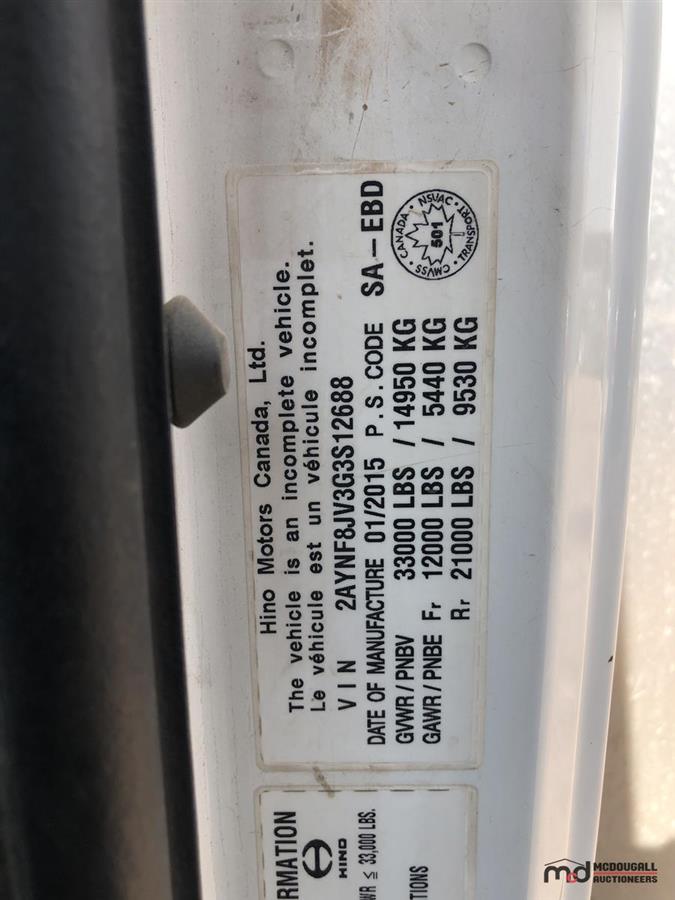 Hino Motors Canada, Ltd.
The vehicle is an incomplete vehicle.
Le véhicule est un véhicule incomplet.
VIN 2AYNF8JV3G3S12688
DATE OF MANUFACTURE 01/2015 P.S.CODE SA-EBD
GVWR/PNBV 33000 LBS /14950 KG
GAWR/PNBE Fr 12000 LBS / 5440 KG
Rr 21000 LBS / 9530 KG
CANADA · NSVAC · TRANSPORT · CMVSS ·
501
RMATION
HINO
WR ≤ 33,000 LBS.
TIONS
md MCDOUGALL
AUCTIONEERS